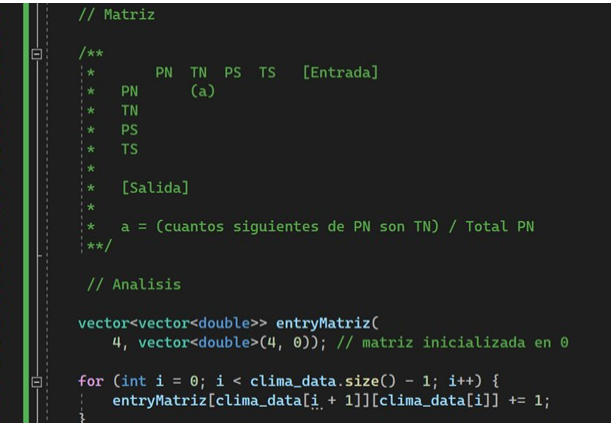 // Matriz
/**
* PN TN PS TS [Entrada]
* PN (a)
* TN
* PS
* TS
*
* [Salida]
*
* a = (cuantos siguientes de PN son TN) / Total PN
**/
// Analisis
vector<vector<double>> entryMatriz(
4, vector<double>(4, 0)); // matriz inicializada en 0
for (int i = 0; i < clima_data.size() - 1; i++) {
entryMatriz[clima_data[i + 1]][clima_data[i]] += 1;
}